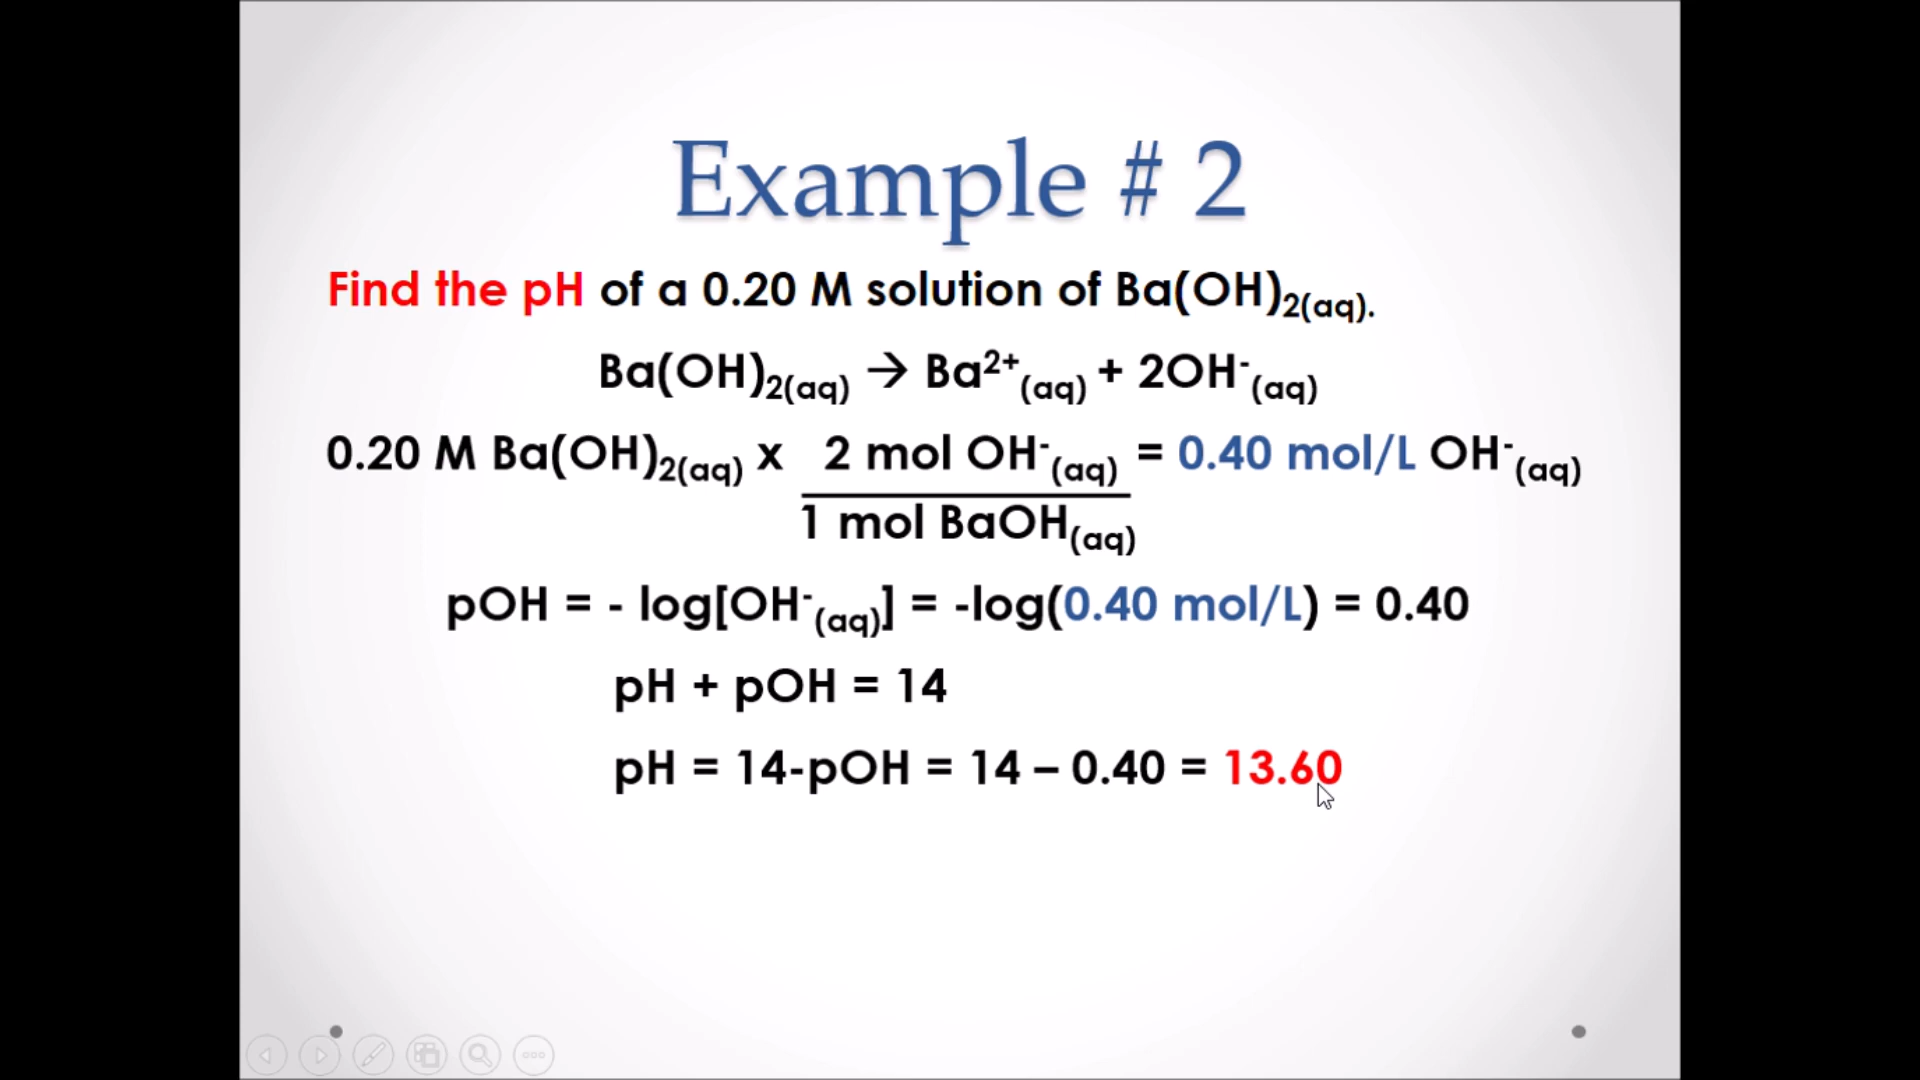 Example # 2
Find the pH of a 0.20 M solution of Ba(OH)₂₍aq₎.
Ba(OH)₂₍aq₎ → Ba²⁺₍aq₎ + 2OH⁻₍aq₎
0.20 M Ba(OH)₂₍aq₎ x 2 mol OH⁻₍aq₎ = 0.40 mol/L OH⁻₍aq₎
1 mol BaOH₍aq₎
pOH = - log[OH⁻₍aq₎] = -log(0.40 mol/L) = 0.40
pH + pOH = 14
pH = 14-pOH = 14 – 0.40 = 13.60